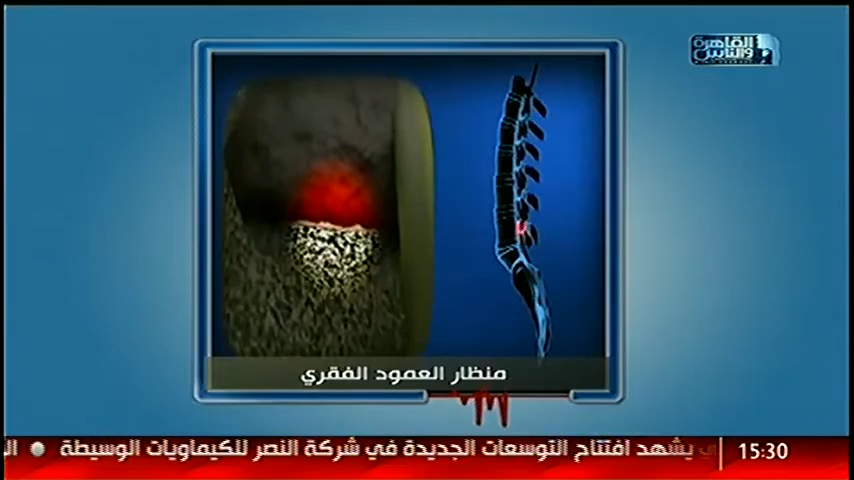 القاهرة
والناس
منظار العمود الفقري
ي يشهد افتتاح التوسعات الجديدة في شركة النصر للكيماويات الوسيطة
15:30